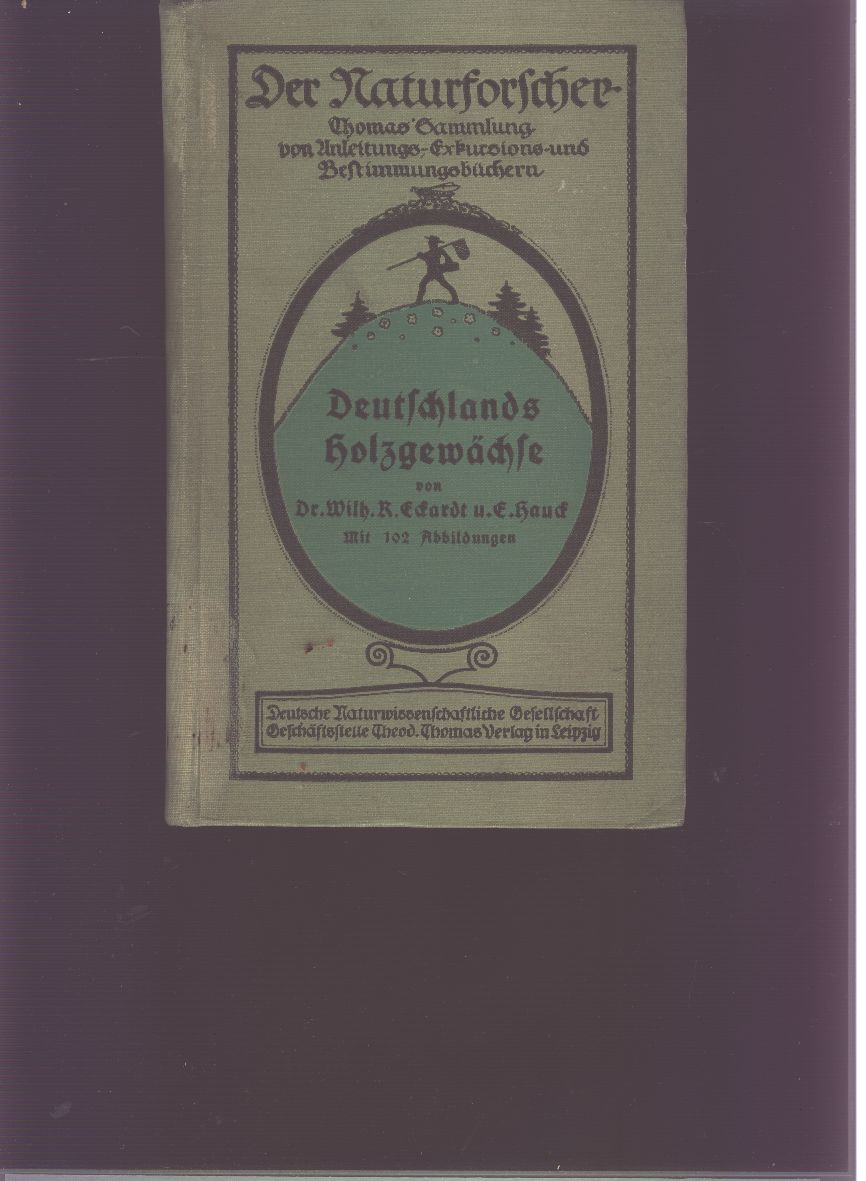 Der Naturforscher
Thomas' Sammlung
von Anleitungs-, Exkursions- und
Bestimmungsbüchern
Deutschlands
Holzgewächse
von
Dr. Wilh. R. Eckardt u. E. Hauck
Mit 102 Abbildungen
Deutsche Naturwissenschaftliche Gesellschaft
Geschäftsstelle Theod. Thomas Verlag in Leipzig